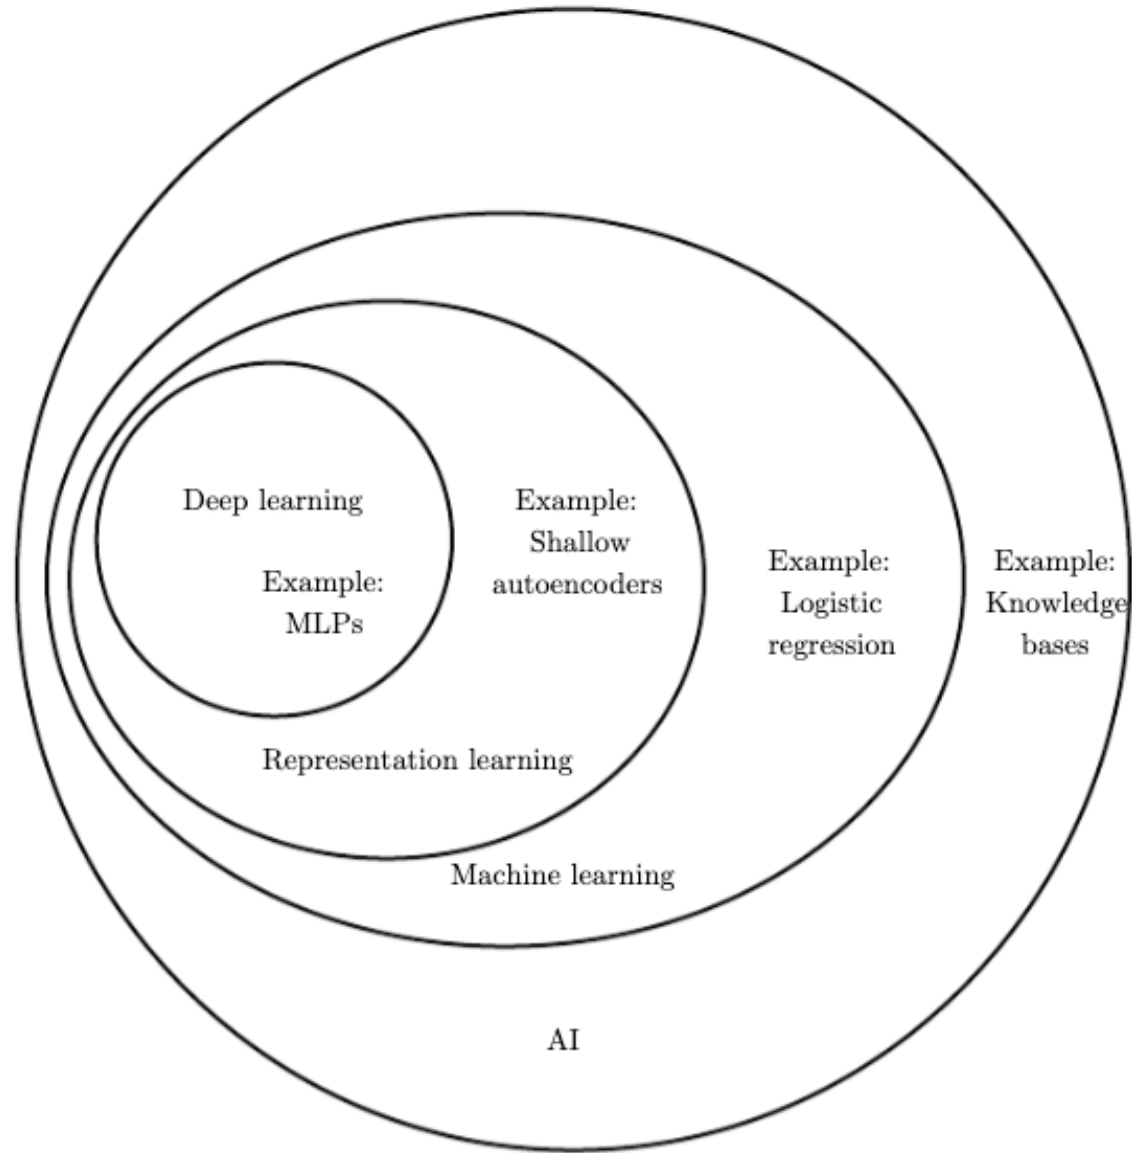 Deep learning
Example:
MLPs
Example:
Shallow
autoencoders
Example:
Logistic
regression
Example:
Knowledge
bases
Representation learning
Machine learning
AI